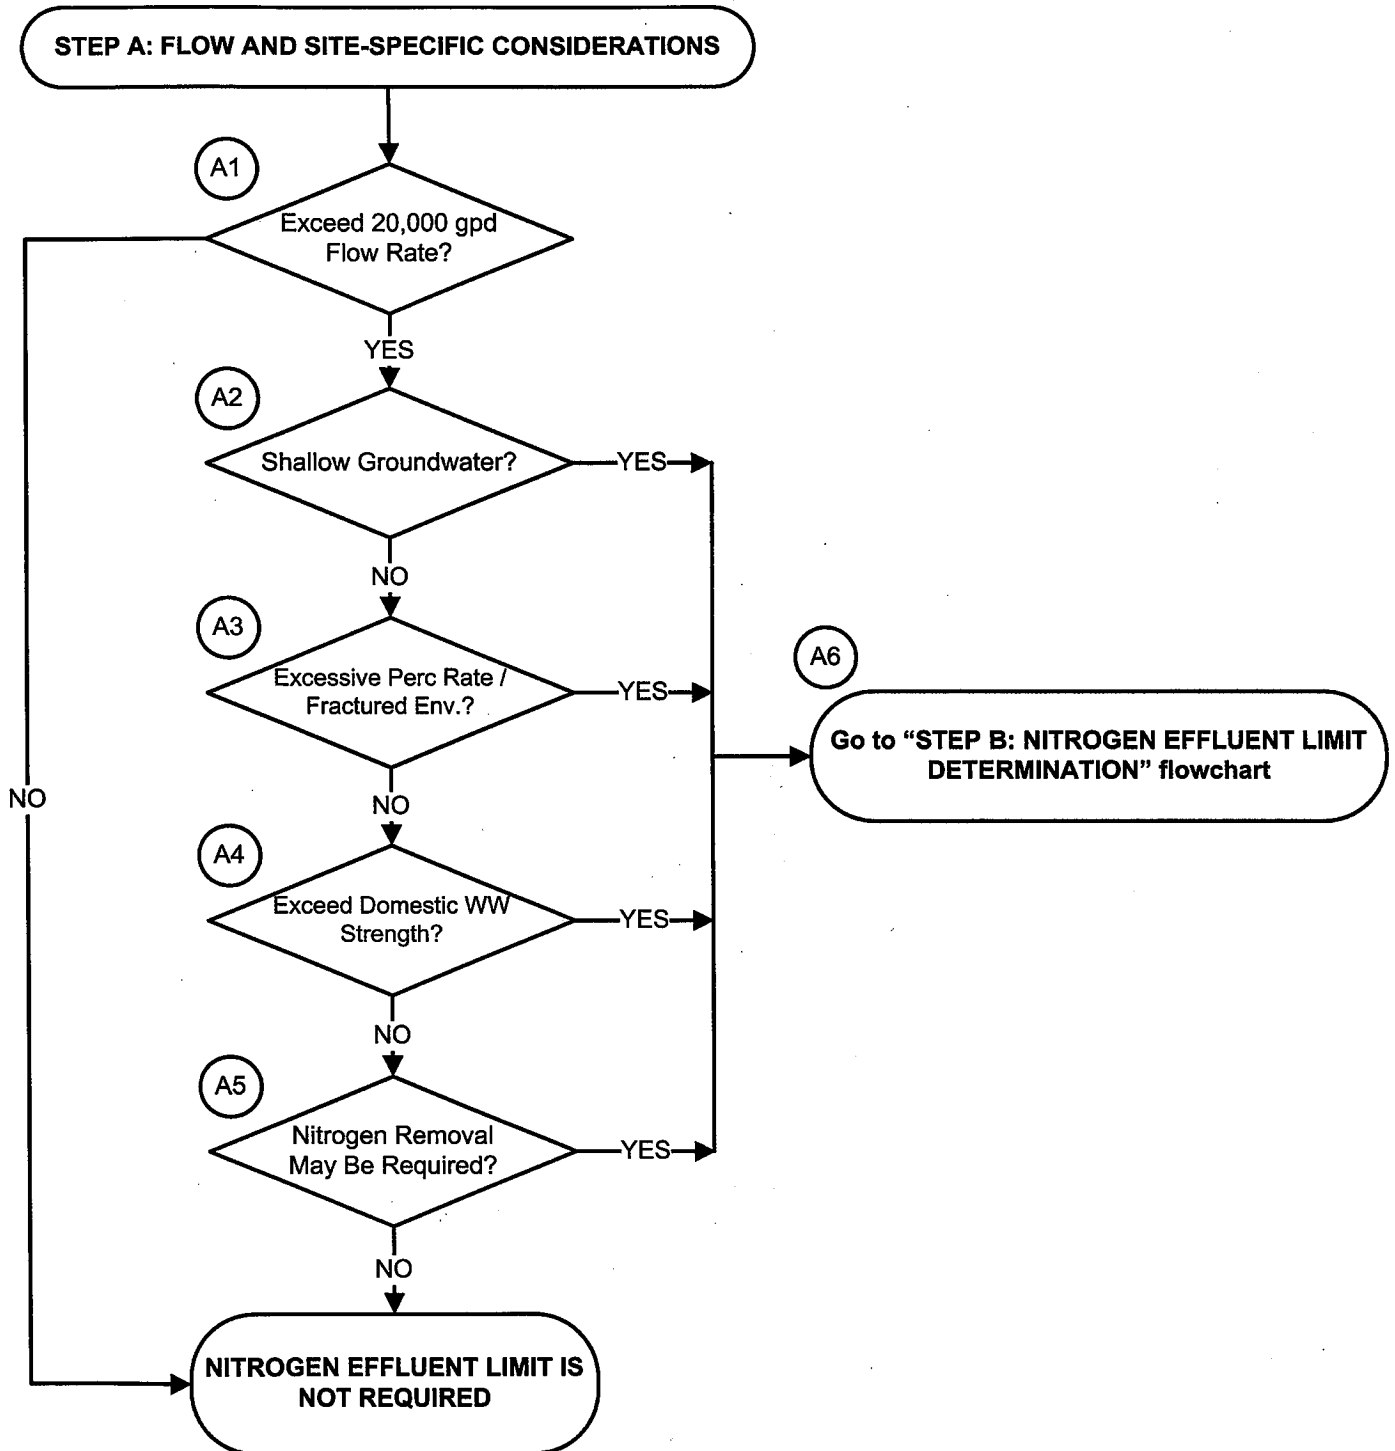 STEP A: FLOW AND SITE-SPECIFIC CONSIDERATIONS
A1
Exceed 20,000 gpd
Flow Rate?
YES
A2
Shallow Groundwater?
YES
NO
A3
Excessive Perc Rate /
Fractured Env.?
YES
A6
Go to “STEP B: NITROGEN EFFLUENT LIMIT
DETERMINATION” flowchart
NO
NO
A4
Exceed Domestic WW
Strength?
YES
NO
A5
Nitrogen Removal
May Be Required?
YES
NO
NITROGEN EFFLUENT LIMIT IS
NOT REQUIRED